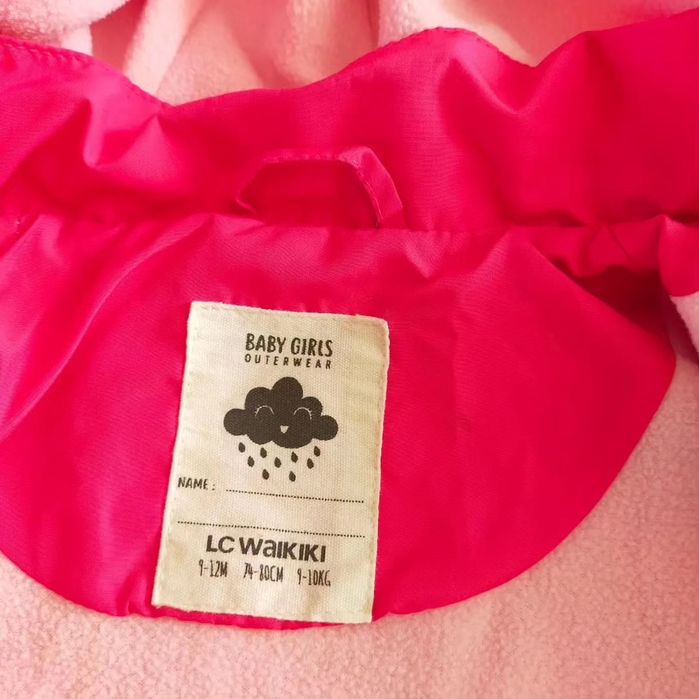 BABY GIRLS
OUTERWEAR
NAME :
LC WAIKIKI
9-12M 74-80CM 9-10KG